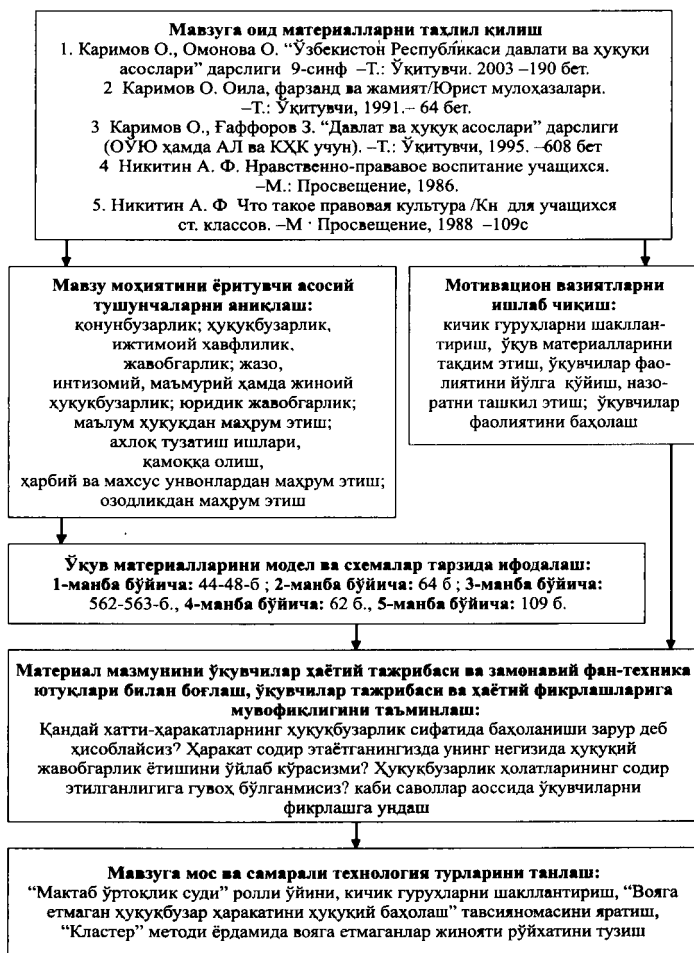 Мавзуга оид материалларни таҳлил қилиш
1. Каримов О., Омонова О. “Ўзбекистон Республикаси давлати ва ҳуқуқи
асослари” дарслиги 9-синф –Т.: Ўқитувчи. 2003 –190 бет.
2 Каримов О. Оила, фарзанд ва жамият/Юрист мулоҳазалари.
–Т.: Ўқитувчи, 1991.– 64 бет.
3 Каримов О., Ғаффоров З. “Давлат ва ҳуқуқ асослари” дарслиги
(ОЎЮ ҳамда АЛ ва КҲК учун). –Т.: Ўқитувчи, 1995. –608 бет
4 Никитин А. Ф. Нравственно-прававое воспитание учащихся.
–М.: Просвещение, 1986.
5. Никитин А. Ф Что такое правовая культура /Кн для учащихся
ст. классов. –М · Просвещение, 1988 –109с
Мавзу моҳиятини ёритувчи асосий
тушунчаларни аниқлаш:
қонунбузарлик; ҳуқуқбузарлик,
ижтимоий хавфлилик,
жавобгарлик; жазо,
интизомий, маъмурий ҳамда жиноий
ҳуқуқбузарлик; юридик жавобгарлик;
маълум ҳуқуқдан маҳрум этиш;
ахлоқ тузатиш ишлари,
қамоққа олиш,
ҳарбий ва махсус унвонлардан маҳрум этиш;
озодликдан маҳрум этиш
Мотивацион вазиятларни
ишлаб чиқиш:
кичик гуруҳларни шакллан-
тириш, ўқув материалларини
тақдим этиш, ўқувчилар фао-
лиятини йўлга қўйиш, назо-
ратни ташкил этиш; ўқувчилар
фаолиятини баҳолаш
Ўқув материалларини модел ва схемалар тарзида ифодалаш:
1-манба бўйича: 44-48-б ; 2-манба бўйича: 64 б ; 3-манба бўйича:
562-563-б., 4-манба бўйича: 62 б., 5-манба бўйича: 109 б.
Материал мазмунини ўқувчилар ҳаётий тажрибаси ва замонавий фан-техника
ютуқлари билан боғлаш, ўқувчилар тажрибаси ва ҳаётий фикрлашларига
мувофиқлигини таъминлаш:
Қандай хатти-ҳаракатларнинг ҳуқуқбузарлик сифатида баҳоланиши зарур деб
ҳисоблайсиз? Ҳаракат содир этаётганингизда унинг негизида ҳуқуқий
жавобгарлик ётишини ўйлаб кўрасизми? Ҳуқуқбузарлик ҳолатларининг содир
этилганлигига гувоҳ бўлганмисиз? каби саволлар аоссида ўқувчиларни
фикрлашга ундаш
Мавзуга мос ва самарали технология турларини танлаш:
“Мактаб ўртоқлик суди” ролли ўйини, кичик гуруҳларни шакллантириш, “Вояга
етмаган ҳуқуқбузар ҳаракатини ҳуқуқий баҳолаш” тавсияномасини яратиш,
“Кластер” методи ёрдамида вояга етмаганлар жинояти рўйхатини тузиш